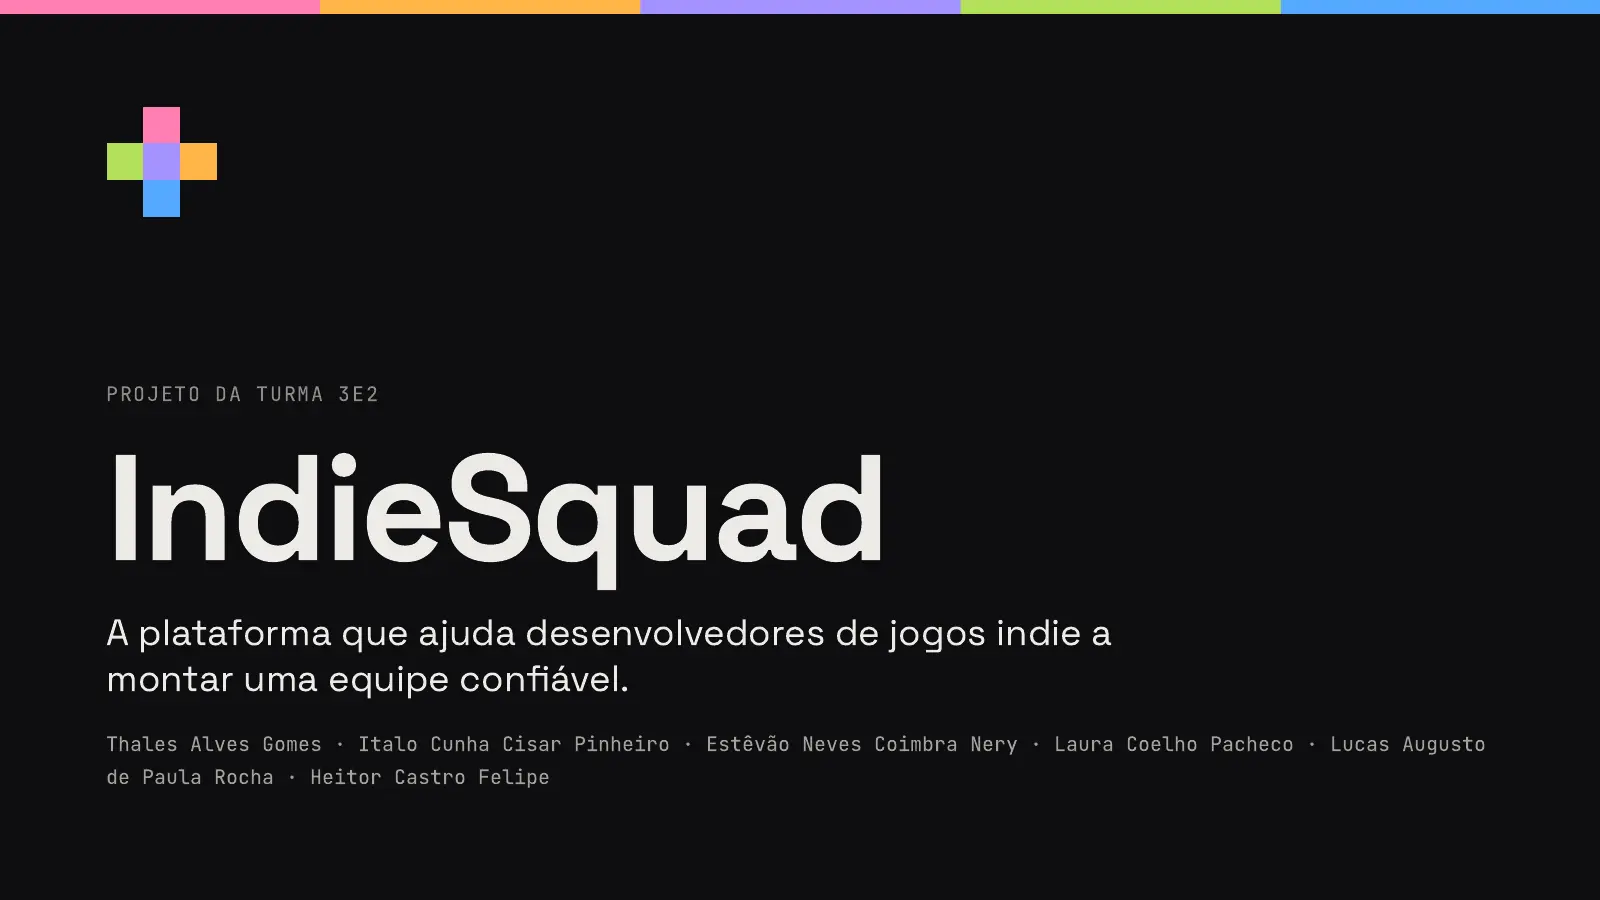 PROJETO DA TURMA 3E2
IndieSquad
A plataforma que ajuda desenvolvedores de jogos indie a
montar uma equipe confiável.
Thales Alves Gomes · Italo Cunha Cisar Pinheiro · Estêvão Neves Coimbra Nery · Laura Coelho Pacheco · Lucas Augusto
de Paula Rocha · Heitor Castro Felipe